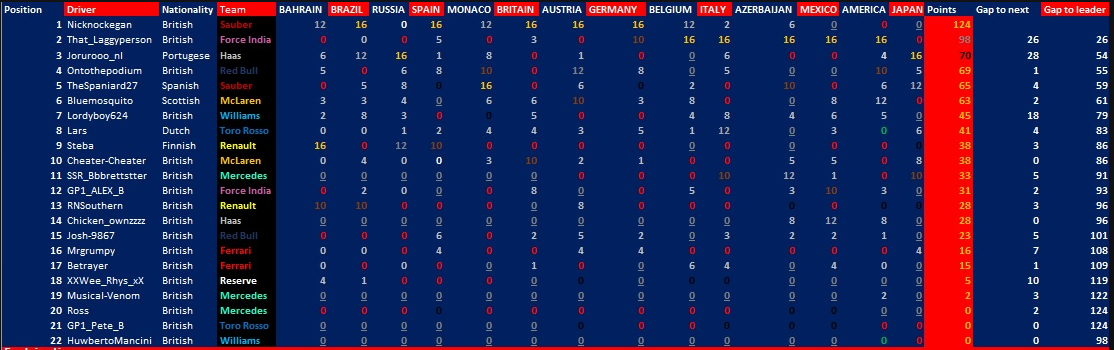 Position Driver Nationality Team BAHRAIN BRAZIL RUSSIA SPAIN MONACO BRITAIN AUSTRIA GERMANY BELGIUM ITALY AZERBAIJAN MEXICO AMERICA JAPAN Points Gap to next Gap to leader
1 Nicknockegan British Sauber 12 16 0 16 12 16 16 16 12 2 6 0 0 0 124
2 That_Laggyperson British Force India 0 0 0 5 0 3 0 10 16 16 16 16 16 0 98 26 26
3 Jorurooo_nl Portugese Haas 6 12 16 1 8 0 1 0 0 6 0 0 4 16 70 28 54
4 Ontothepodium British Red Bull 5 0 6 8 10 0 12 8 0 5 0 0 10 5 69 1 55
5 TheSpaniard27 Spanish Sauber 0 5 8 0 16 0 0 6 0 2 10 0 6 12 65 4 59
6 Bluemosquito Scottish McLaren 3 3 4 0 6 6 10 3 8 0 0 8 12 0 63 2 61
7 Lordyboy624 British Williams 2 8 3 0 0 5 0 0 4 8 4 6 5 0 45 18 79
8 Lars Dutch Toro Rosso 0 0 1 2 4 4 3 5 1 12 0 3 0 6 41 4 83
9 Steba Finnish Renault 16 0 12 10 0 0 0 0 0 0 0 0 0 0 38 3 86
10 Cheater-Cheater British McLaren 0 4 0 0 3 10 2 1 0 0 5 5 0 8 38 0 86
11 SSR_Bbbrettstter British Mercedes 0 0 0 0 0 0 0 0 0 10 12 1 0 10 33 5 91
12 GP1_ALEX_B British Force India 0 2 0 0 0 8 0 0 5 0 3 10 3 0 31 2 93
13 RNSouthern British Renault 10 10 0 0 0 0 8 0 0 0 0 0 0 0 28 3 96
14 Chicken_ownzzzz British Haas 0 0 0 0 0 0 0 0 0 0 8 12 8 0 28 0 96
15 Josh-9867 British Red Bull 0 0 0 6 0 2 5 2 0 3 2 2 1 0 23 5 101
16 Mrgrumpy British Ferrari 0 0 0 4 0 0 4 4 0 0 0 0 0 4 16 7 108
17 Betrayer British Ferrari 0 0 0 0 0 1 0 0 6 4 0 4 0 0 15 1 109
18 XXWee_Rhys_xX British Reserve 4 1 0 0 0 0 0 0 0 0 0 0 0 0 5 10 119
19 Musical-Venom British Mercedes 0 0 0 0 0 0 0 0 0 0 0 0 2 0 2 3 122
20 Ross British Mercedes 0 0 0 0 0 0 0 0 0 0 0 0 0 0 0 2 124
21 GP1_Pete_B British Toro Rosso 0 0 0 0 0 0 0 0 0 0 0 0 0 0 0 0 124
22 HuwbertoMancini British Williams 0 0 0 0 0 0 0 0 0 0 0 0 0 0 0 0 98